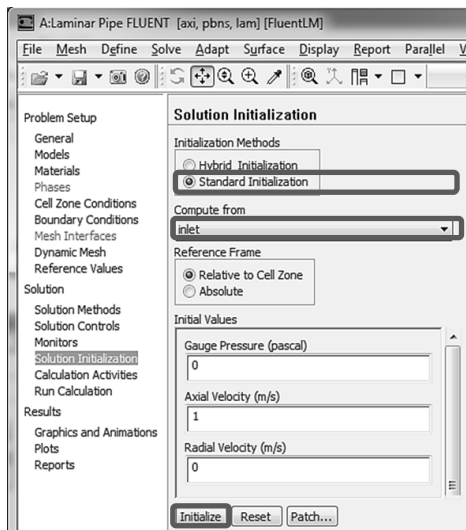 A:Laminar Pipe FLUENT [axi, pbns, lam] [FluentLM]
File Mesh Define Solve Adapt Surface Display Report Parallel V
Problem Setup
General
Models
Materials
Phases
Cell Zone Conditions
Boundary Conditions
Mesh Interfaces
Dynamic Mesh
Reference Values
Solution
Solution Methods
Solution Controls
Monitors
Solution Initialization
Calculation Activities
Run Calculation
Results
Graphics and Animations
Plots
Reports
Solution Initialization
Initialization Methods
Hybrid Initialization
Standard Initialization
Compute from
inlet
Reference Frame
Relative to Cell Zone
Absolute
Initial Values
Gauge Pressure (pascal)
0
Axial Velocity (m/s)
1
Radial Velocity (m/s)
0
Initialize Reset Patch...